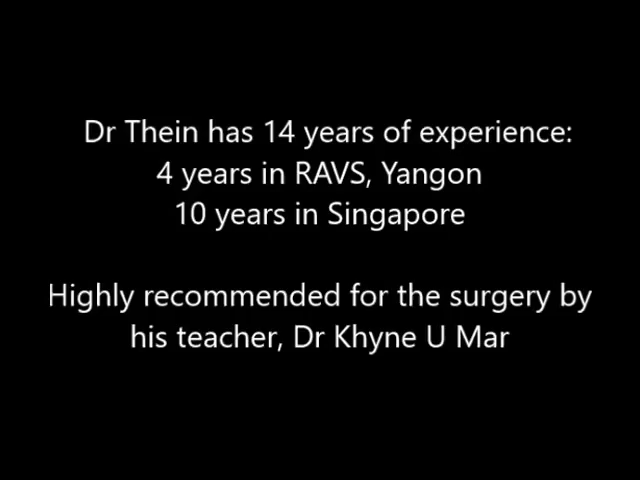 Dr Thein has 14 years of experience:
4 years in RAVS, Yangon
10 years in Singapore
Highly recommended for the surgery by
his teacher, Dr Khyne U Mar